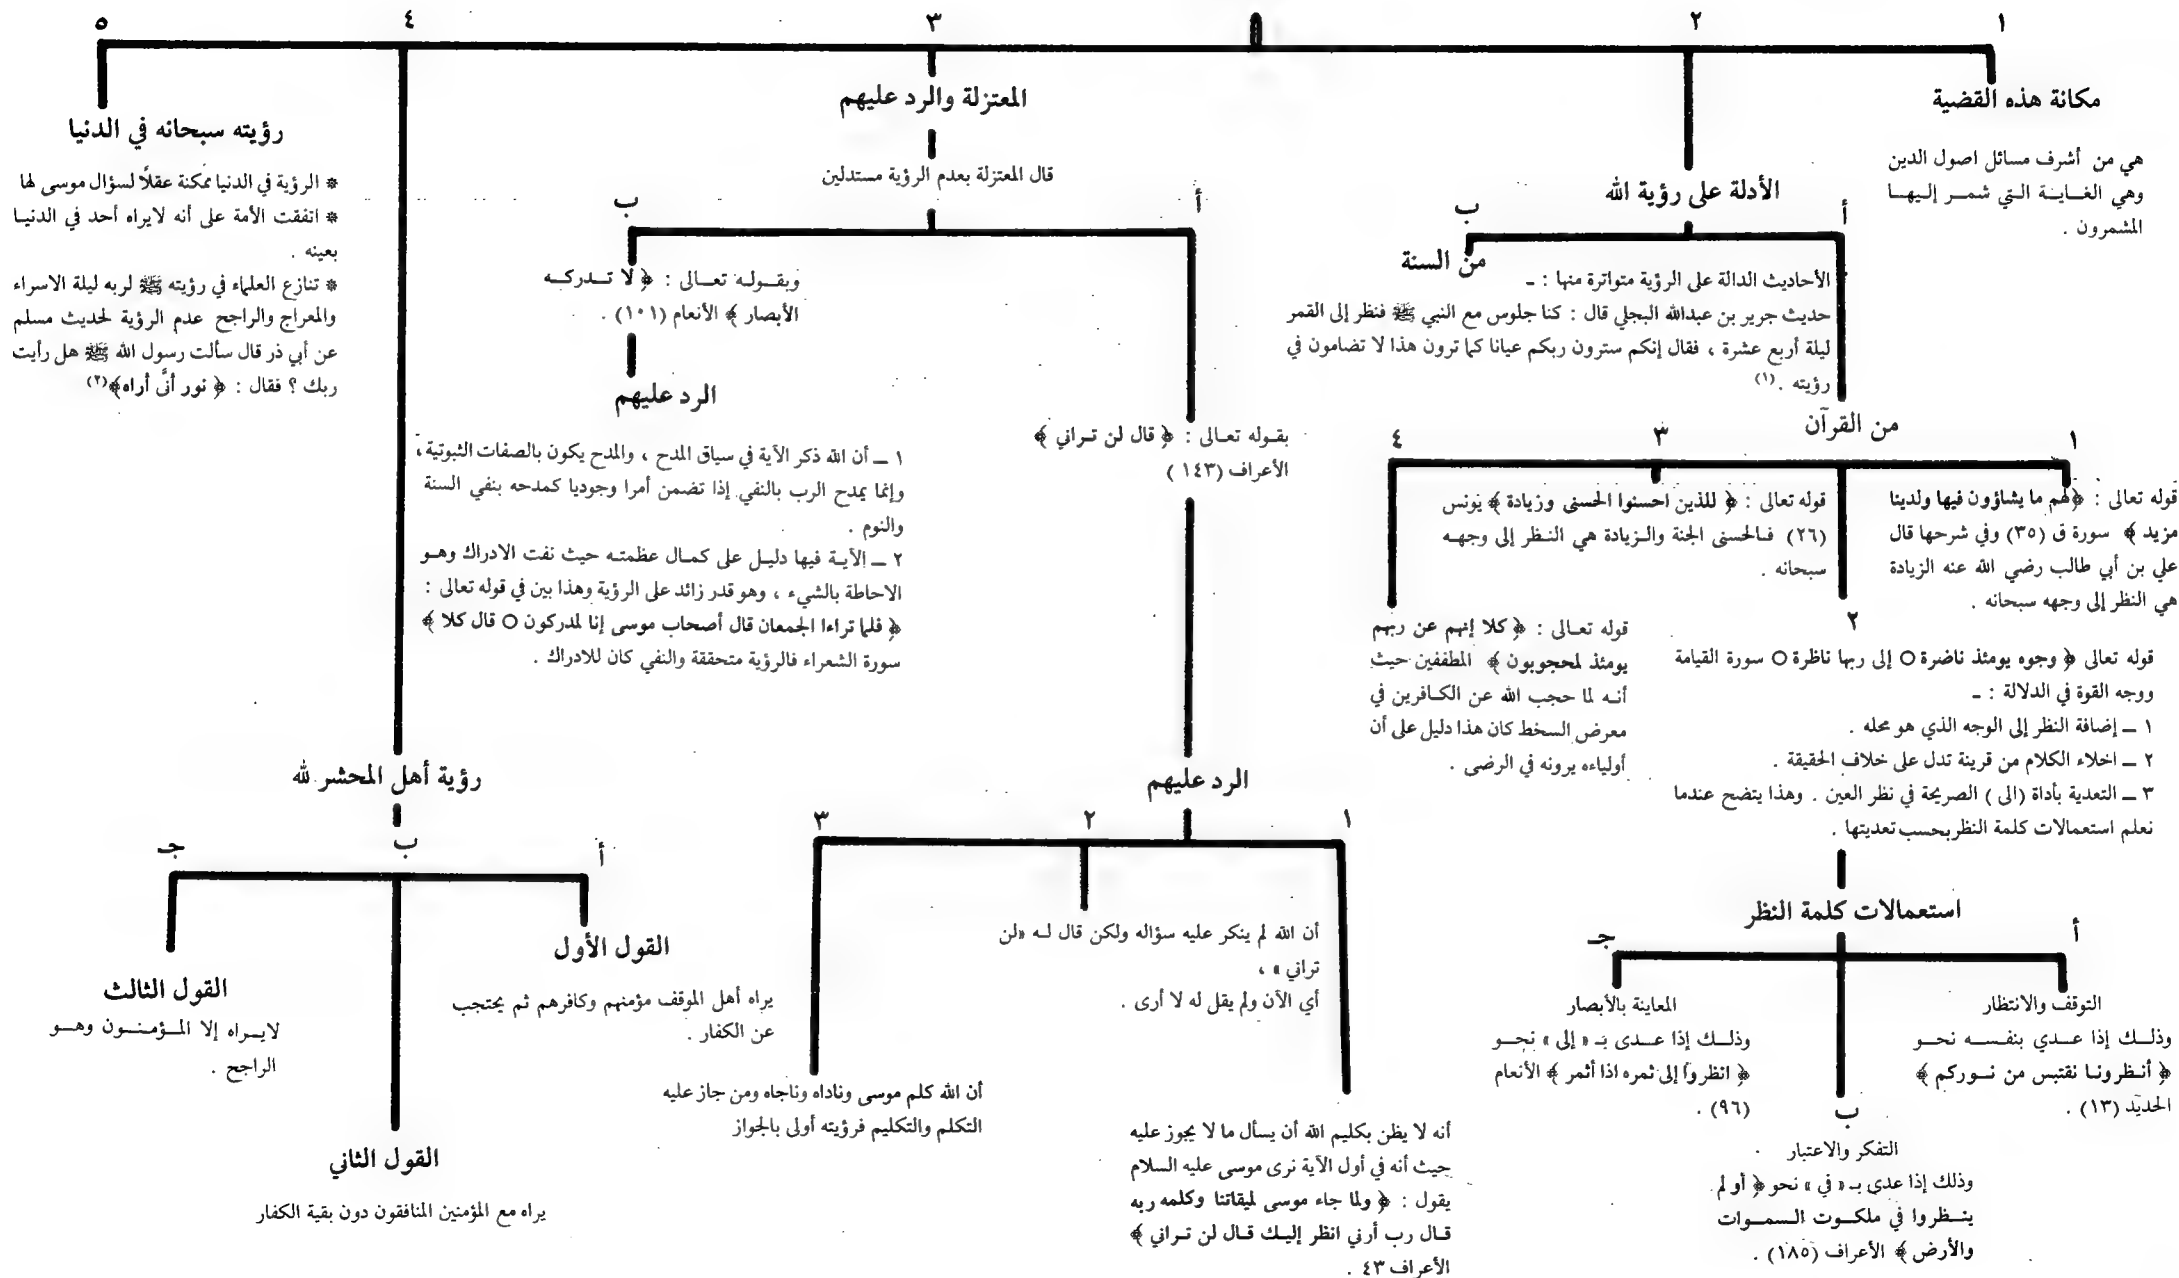 ١
٢
٣
٤
٥
مكانة هذه القضية
هي من أشرف مسائل اصول الدين
وهي الغاية التي شمر إليها
المشمرون .
الأدلة على رؤية الله
أ
ب
من السنة
الأحاديث الدالة على الرؤية متواترة منها : ــ
حديث جرير بن عبدالله البجلي قال : كنا جلوس مع النبي ﷺ فنظر إلى القمر
ليلة أربع عشرة ، فقال إنكم سترون ربكم عيانا كما ترون هذا لا تضامون في
رؤيته .(١)
من القرآن
١
٣
٤
قوله تعالى : ﴿لهم ما يشاؤون فيها ولدينا
مزيد﴾ سورة ق (٣٥) وفي شرحها قال
علي بن أبي طالب رضي الله عنه الزيادة
هي النظر إلى وجهه سبحانه .
٢
قوله تعالى ﴿ وجوه يومئذ ناضرة ○ إلى ربها ناظرة ○ سورة القيامة
ووجه القوة في الدلالة : ــ
١ ــ إضافة النظر إلى الوجه الذي هو محله .
٢ ــ اخلاء الكلام من قرينة تدل على خلاف الحقيقة .
٣ ــ التعدية بأداة (الى) الصريحة في نظر العين . وهذا يتضح عندما
نعلم استعمالات كلمة النظر بحسب تعديتها .
استعمالات كلمة النظر
أ
جـ
التوقف والانتظار
وذلك إذا عدي بنفسه نحو
﴿ أنظرونا نقتبس من نوركم ﴾
الحديد (١٣) .
ب
التفكر والاعتبار
وذلك إذا عدي بـ « في » نحو ﴿ أو لم
ينظروا في ملكوت السموات
والأرض ﴾ الأعراف (١٨٥) .
المعاينة بالأبصار
وذلك إذا عدى بـ « إلى » نحو
﴿ انظروا إلى ثمره اذا أثمر ﴾ الأنعام
(٩٦) .
قوله تعالى : ﴿ للذين احسنوا الحسنى وزيادة ﴾ يونس
(٢٦) فالحسنى الجنة والزيادة هي النظر إلى وجهه
سبحانه .
قوله تعالى : ﴿ كلا إنهم عن ربهم
يومئذ لمحجوبون ﴾ المطففين حيث
أنه لما حجب الله عن الكافرين في
معرض السخط كان هذا دليل على أن
أولياءه يرونه في الرضى .
المعتزلة والرد عليهم
قال المعتزلة بعدم الرؤية مستدلين
أ
ب
بقوله تعالى : ﴿ قال لن تراني ﴾
الأعراف (١٤٣)
الرد عليهم
١
٢
٣
أنه لا يظن بكليم الله أن يسأل ما لا يجوز عليه
حيث أنه في أول الآية نرى موسى عليه السلام
يقول : ﴿ ولما جاء موسى لميقاتنا وكلمه ربه
قال رب أرني انظر إليك قال لن تراني ﴾
الأعراف ٤٣ .
أن الله لم ينكر عليه سؤاله ولكن قال له «لن
تراني » ،
أي الآن ولم يقل له لا أرى .
أن الله كلم موسى وناداه وناجاه ومن جاز عليه
التكلم والتكليم فرؤيته أولى بالجواز
وبقوله تعالى : ﴿ لا تدركه
الأبصار ﴾ الأنعام (١٠١) .
الرد عليهم
١ ــ أن الله ذكر الآية في سياق المدح ، والمدح يكون بالصفات الثبوتية ،
وإنما يمدح الرب بالنفي إذا تضمن أمرا وجوديا كمدحه بنفي السنة
والنوم .
٢ ــ الآية فيها دليل على كمال عظمته حيث نفت الادراك وهو
الاحاطة بالشيء ، وهو قدر زائد على الرؤية وهذا بين في قوله تعالى :
﴿ فلما تراءا الجمعان قال أصحاب موسى إنا لمدركون ○ قال كلا ﴾
سورة الشعراء فالرؤية متحققة والنفي كان للادراك .
رؤية أهل المحشر لله
أ
ب
جـ
القول الأول
يراه أهل الموقف مؤمنهم وكافرهم ثم يحتجب
عن الكفار .
القول الثاني
يراه مع المؤمنين المنافقون دون بقية الكفار
القول الثالث
لايراه إلا المؤمنون وهو
الراجح .
رؤيته سبحانه في الدنيا
* الرؤية في الدنيا ممكنة عقلاً لسؤال موسى لها
* اتفقت الأمة على أنه لايراه أحد في الدنيا
بعينه .
* تنازع العلماء في رؤيته ﷺ لربه ليلة الاسراء
والمعراج والراجح عدم الرؤية لحديث مسلم
عن أبي ذر قال سألت رسول الله ﷺ هل رأيت
ربك ؟ فقال : ﴿ نور أنَّى أراه﴾(٢)